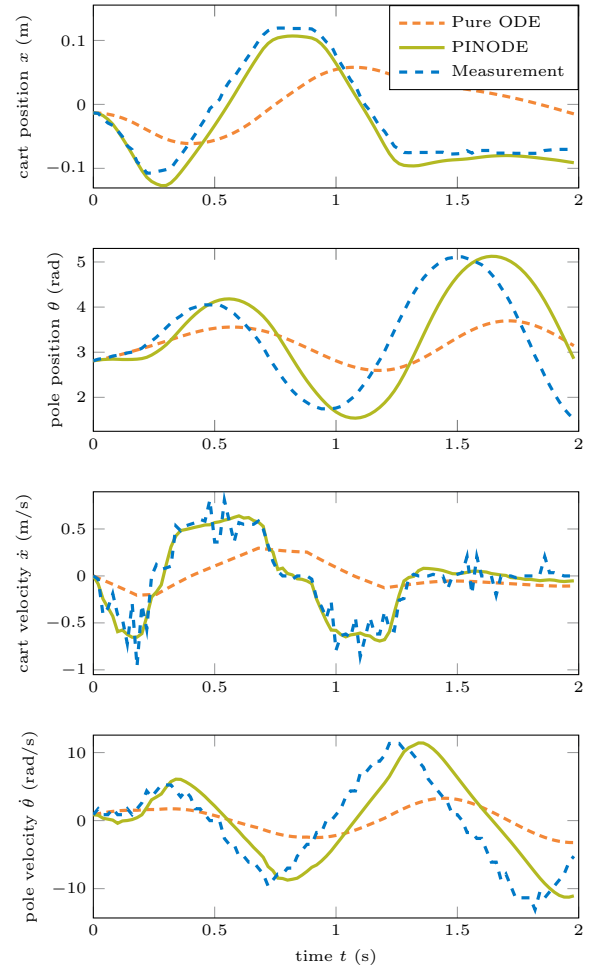 Pure ODE
PINODE
Measurement
cart position x (m)
0.1
0
−0.1
0 0.5 1 1.5 2
pole position θ (rad)
5
4
3
2
0 0.5 1 1.5 2
cart velocity ẋ (m/s)
0.5
0
−0.5
−1
0 0.5 1 1.5 2
pole velocity θ̇ (rad/s)
10
0
−10
0 0.5 1 1.5 2
time t (s)